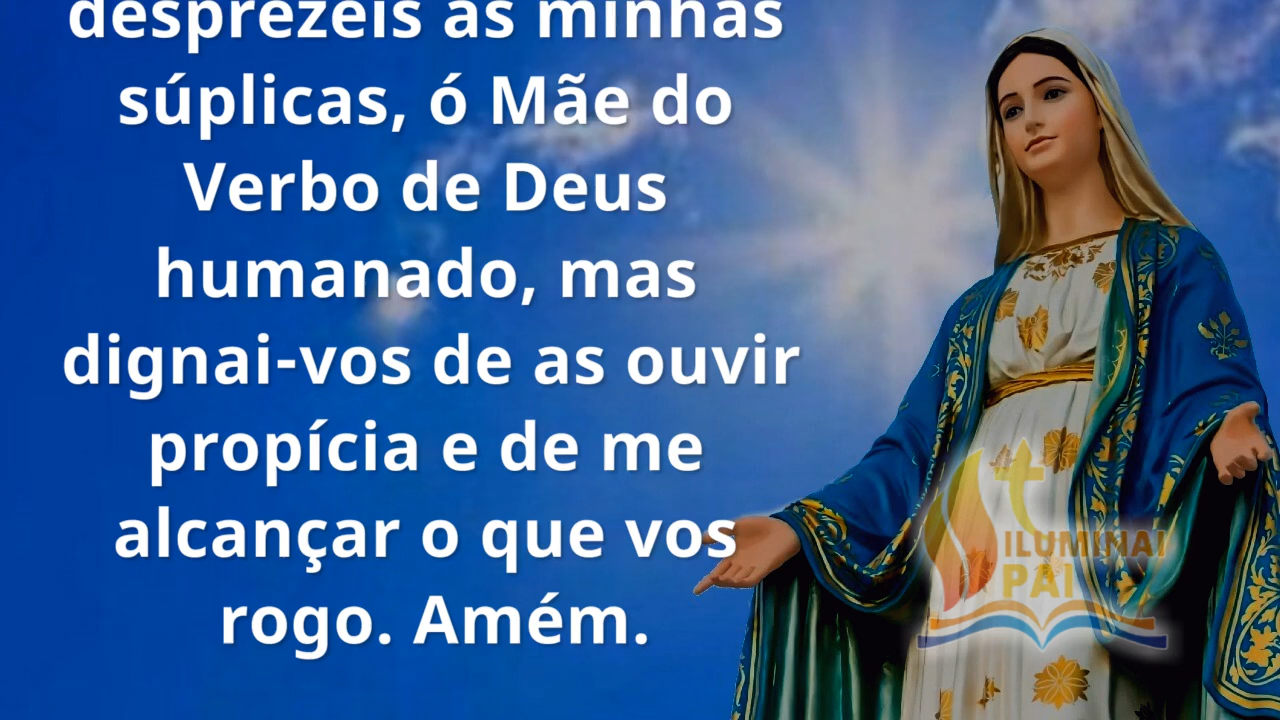 desprezeis as minhas
súplicas, ó Mãe do
Verbo de Deus
humanado, mas
dignai-vos de as ouvir
propícia e de me
alcançar o que vos
rogo. Amém.
ILUMINAI
PAI